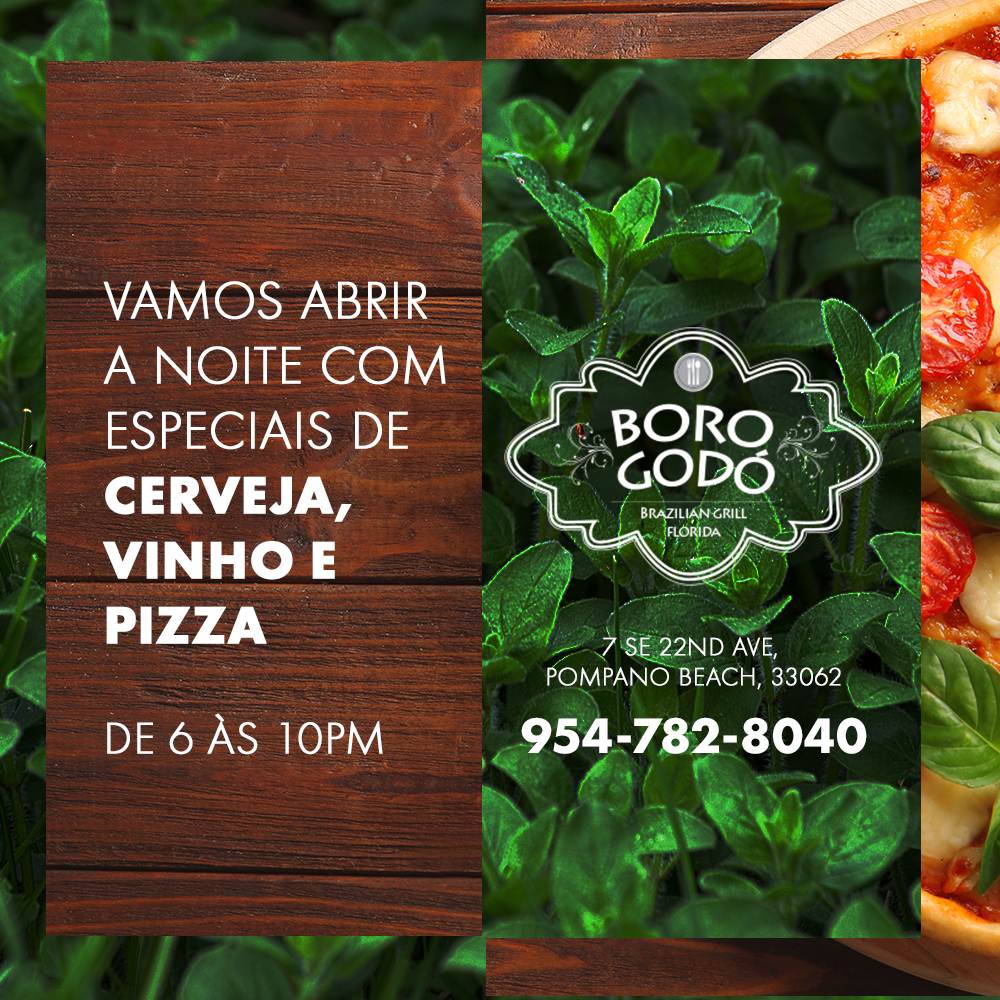 VAMOS ABRIR
A NOITE COM
ESPECIAIS DE
CERVEJA,
VINHO E
PIZZA
DE 6 ÀS 10PM
BORO
GODÓ
BRAZILIAN GRILL
FLÓRIDA
7 SE 22ND AVE,
POMPANO BEACH, 33062
954-782-8040